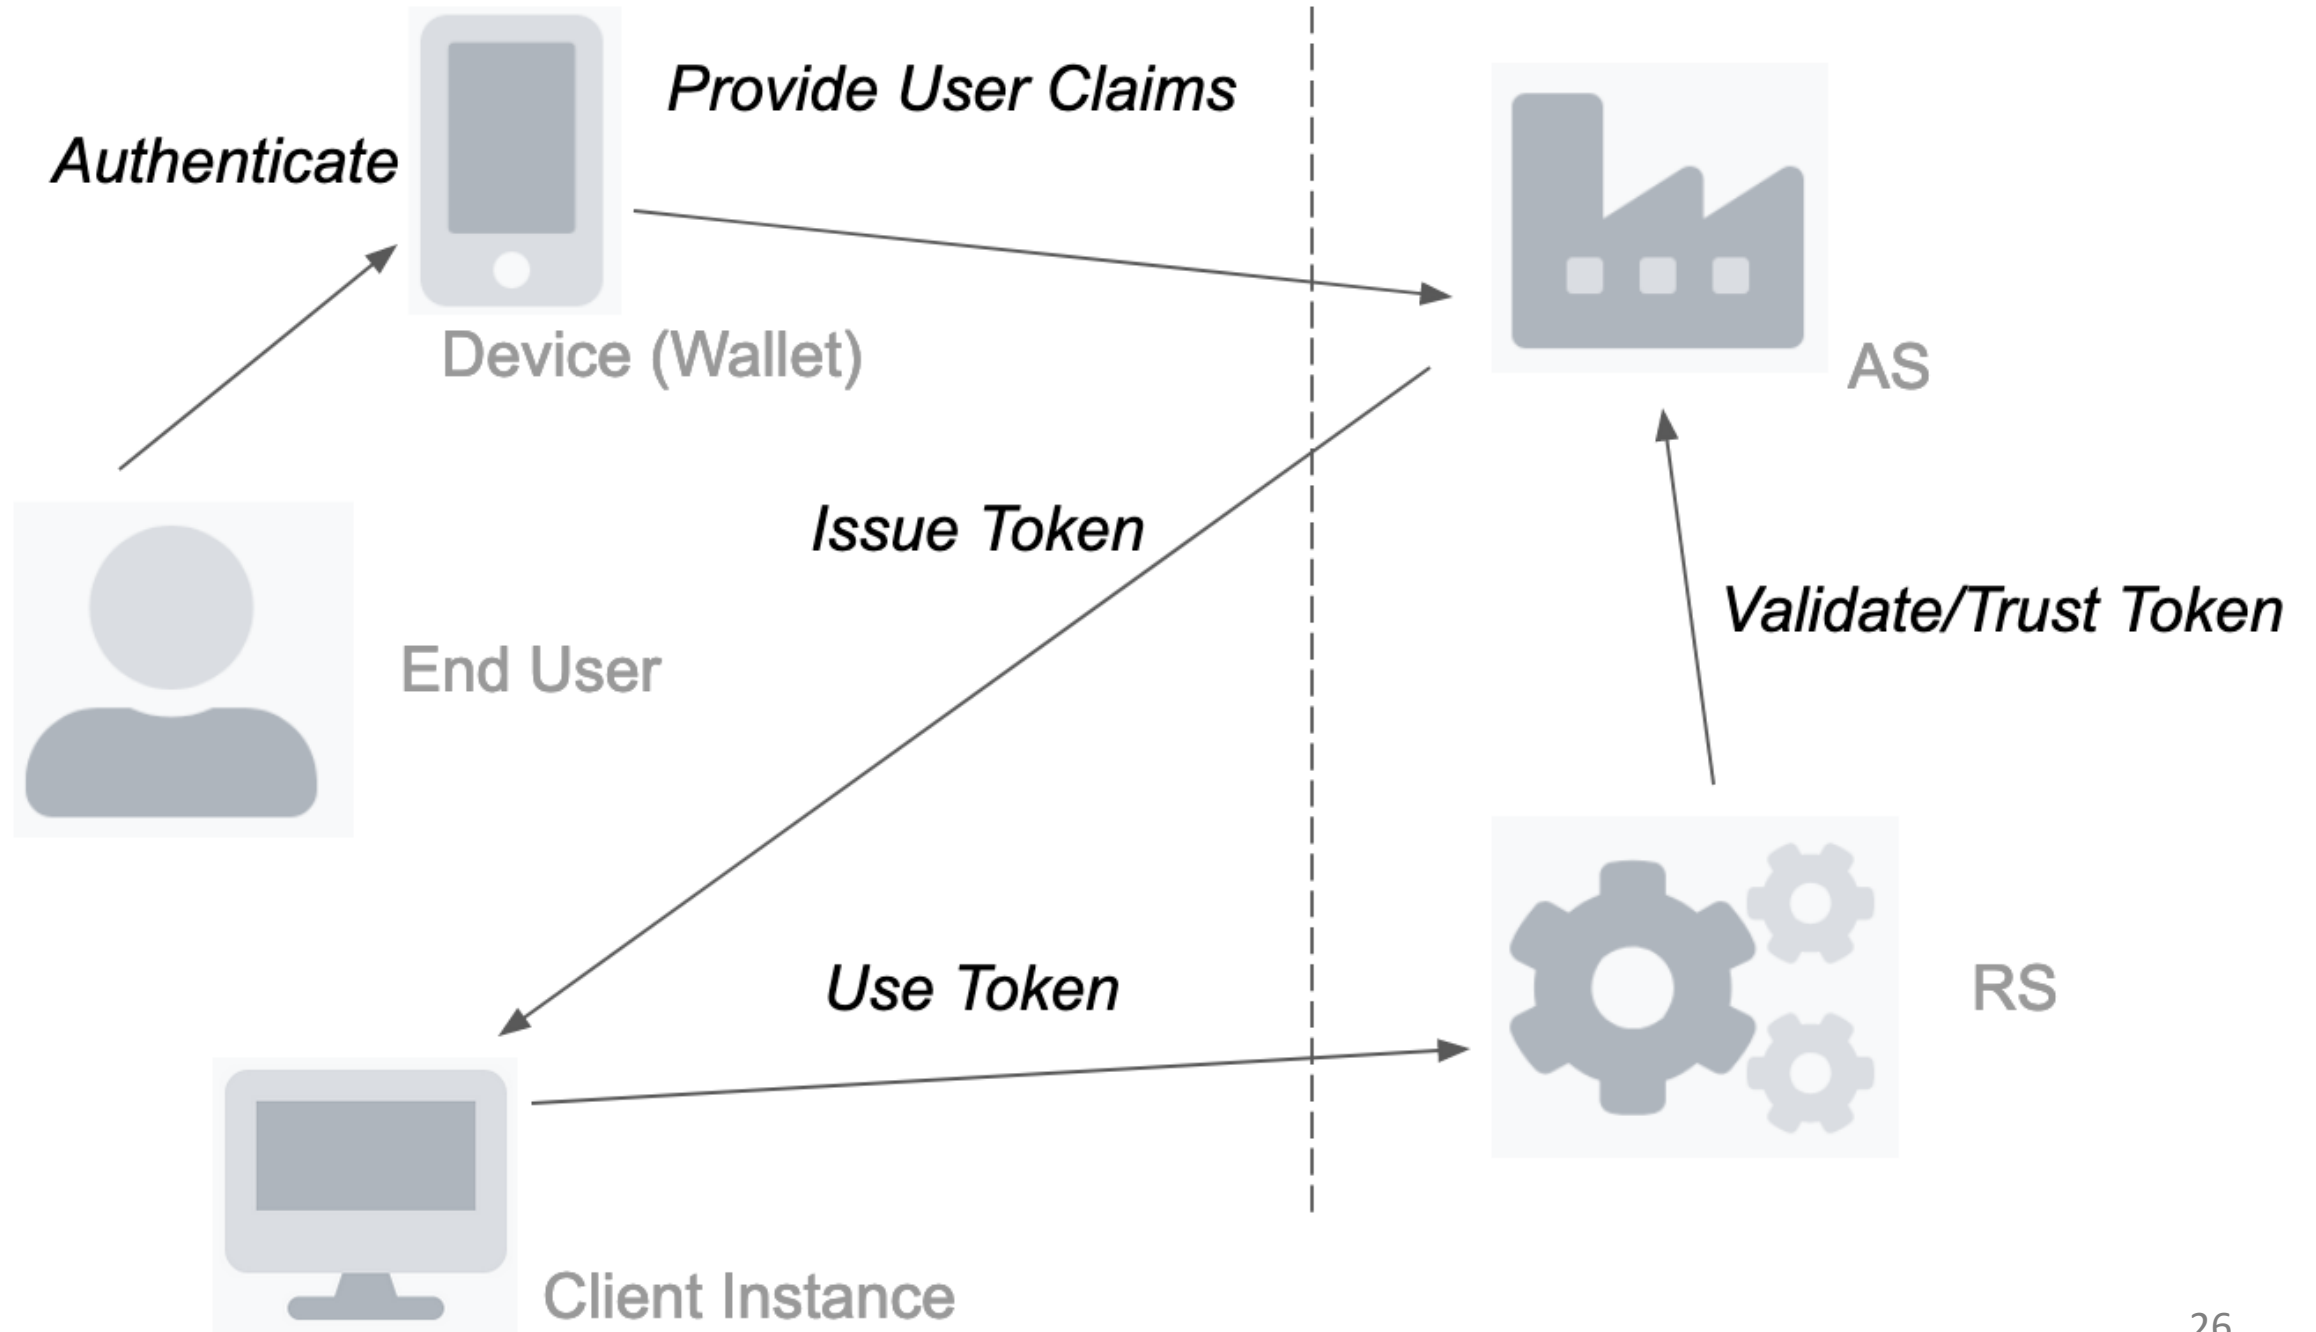 Provide User Claims
Authenticate
Device (Wallet)
AS
Issue Token
Validate/Trust Token
End User
Use Token
RS
Client Instance
26